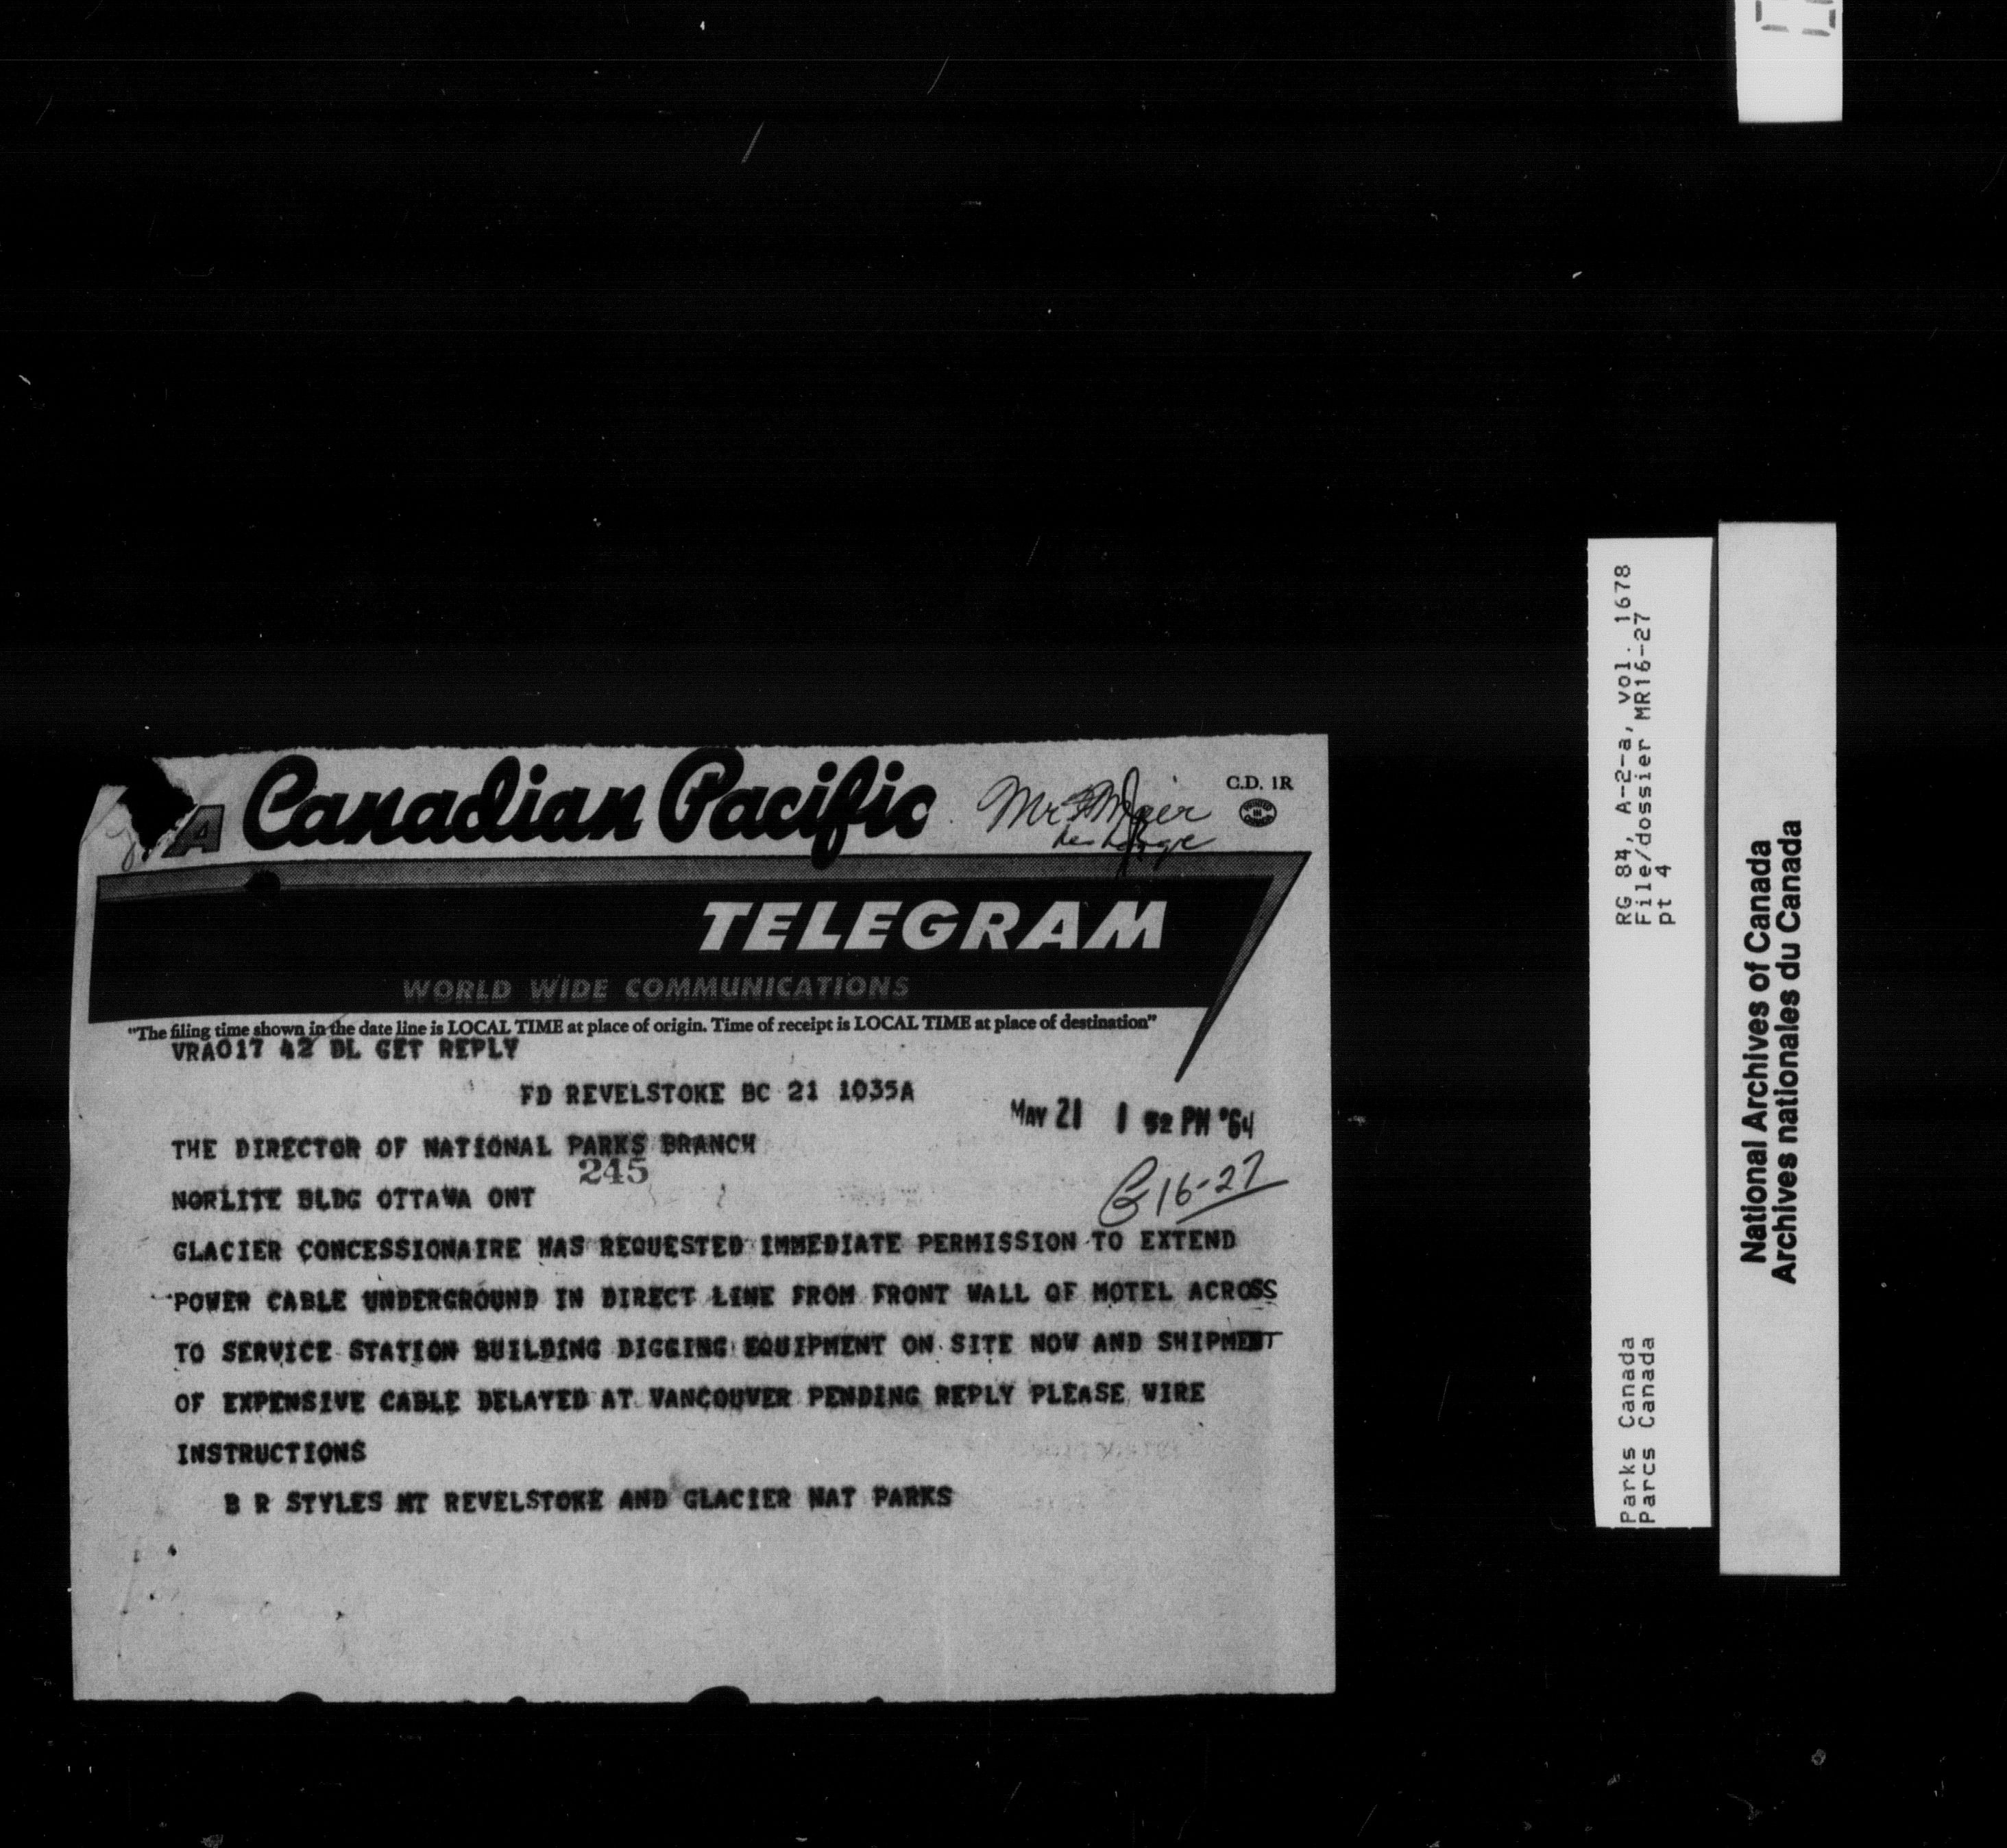 A Canadian Pacific
Mr
C.D. 1R
TELEGRAM
WORLD WIDE COMMUNICATIONS
"The filing time shown in the date line is LOCAL TIME at place of origin. Time of receipt is LOCAL TIME at place of destination"
VRA017 42 DL GET REPLY
FD REVELSTOKE BC 21 1035A
MAY 21 1 52 PM '64
THE DIRECTOR OF NATIONAL PARKS BRANCH
245
NORLITE BLDG OTTAWA ONT
G16-27
GLACIER CONCESSIONAIRE HAS REQUESTED IMMEDIATE PERMISSION TO EXTEND
POWER CABLE UNDERGROUND IN DIRECT LINE FROM FRONT WALL OF MOTEL ACROSS
TO SERVICE STATION BUILDING DIGGING EQUIPMENT ON SITE NOW AND SHIPMENT
OF EXPENSIVE CABLE DELAYED AT VANCOUVER PENDING REPLY PLEASE WIRE
INSTRUCTIONS
B R STYLES MT REVELSTOKE AND GLACIER NAT PARKS
RG 84, A-2-a, vol. 1678
File/dossier MR16-27
pt 4
Parks Canada
Parcs Canada
National Archives of Canada
Archives nationales du Canada